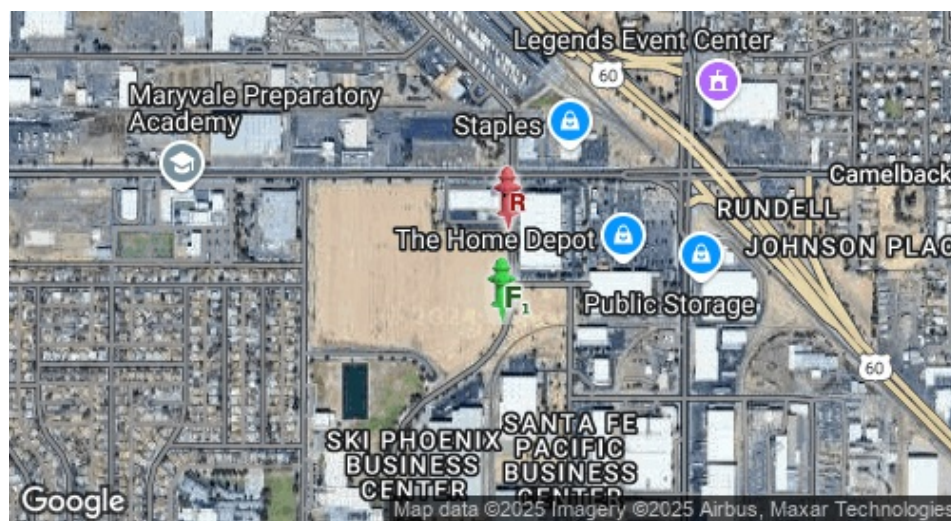 Legends Event Center
60
Maryvale Preparatory
Academy
Staples
Camelback
R
RUNDELL
The Home Depot
JOHNSON PLAC
F1
Public Storage
60
SKI PHOENIX
BUSINESS
CENTER
SANTA FE
PACIFIC
BUSINESS
CENTER
Google
Map data ©2025 Imagery ©2025 Airbus, Maxar Technologies